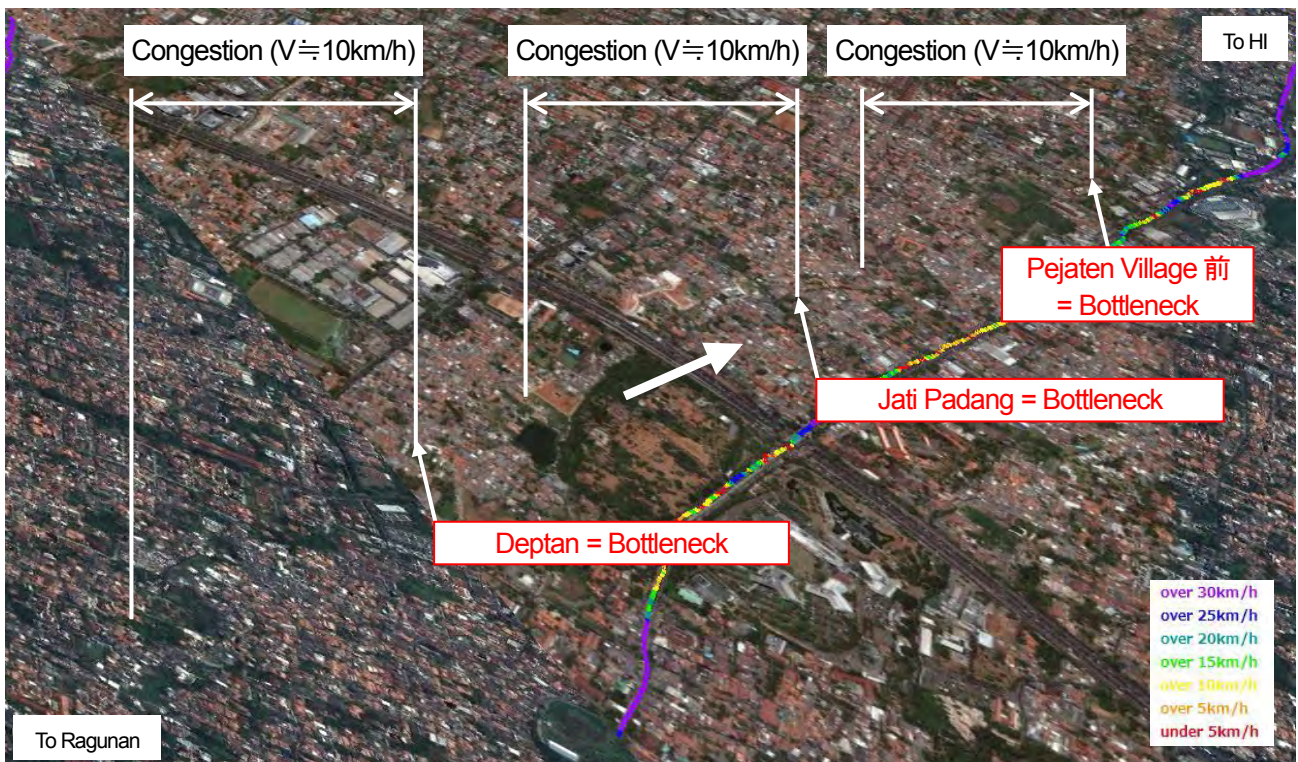 Congestion (V≒10km/h)
Congestion (V≒10km/h)
Congestion (V≒10km/h)
To HI
Pejaten Village 前
= Bottleneck
Jati Padang = Bottleneck
Deptan = Bottleneck
over 30km/h
over 25km/h
over 20km/h
over 15km/h
over 10km/h
over 5km/h
under 5km/h
To Ragunan